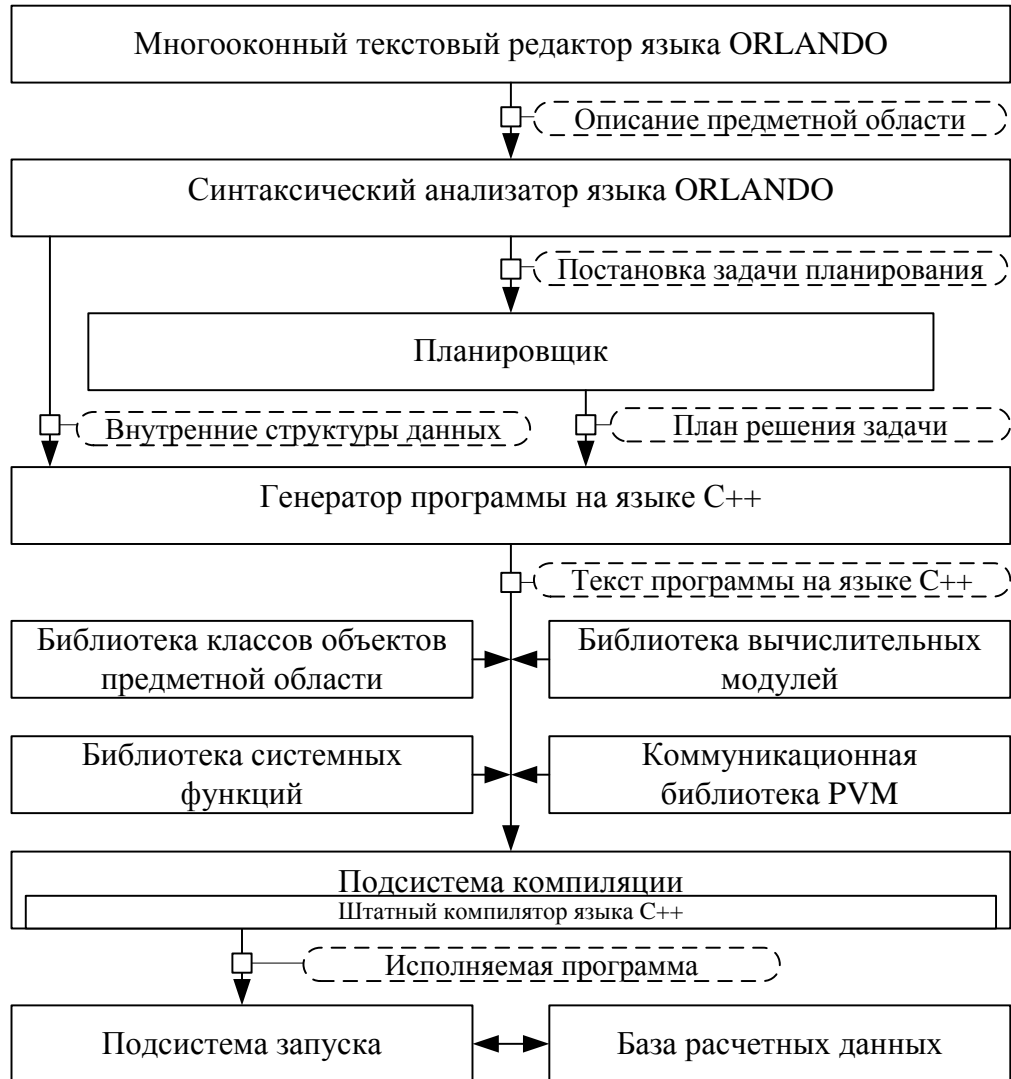 Многооконный текстовый редактор языка ORLANDO
Описание предметной области
Синтаксический анализатор языка ORLANDO
Постановка задачи планирования
Планировщик
Внутренние структуры данных
План решения задачи
Генератор программы на языке C++
Текст программы на языке C++
Библиотека классов объектов
предметной области
Библиотека вычислительных
модулей
Библиотека системных
функций
Коммуникационная
библиотека PVM
Подсистема компиляции
Штатный компилятор языка C++
Исполняемая программа
Подсистема запуска
База расчетных данных